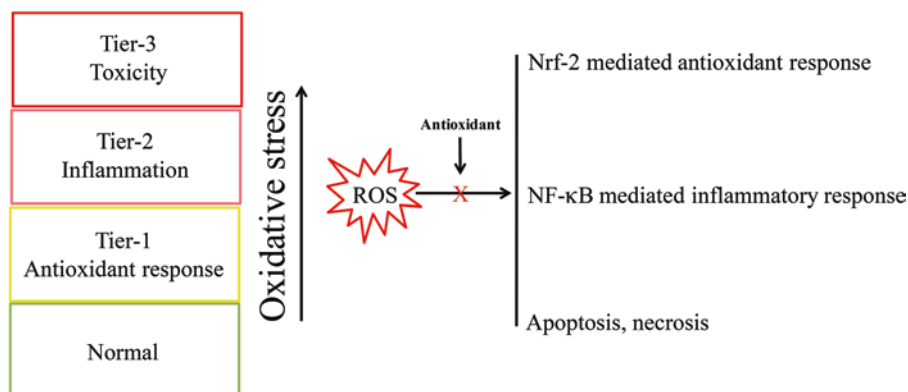 Tier-3
Toxicity
Tier-2
Inflammation
Tier-1
Antioxidant response
Normal
Oxidative stress
ROS
Antioxidant
X
Nrf-2 mediated antioxidant response
NF-κB mediated inflammatory response
Apoptosis, necrosis